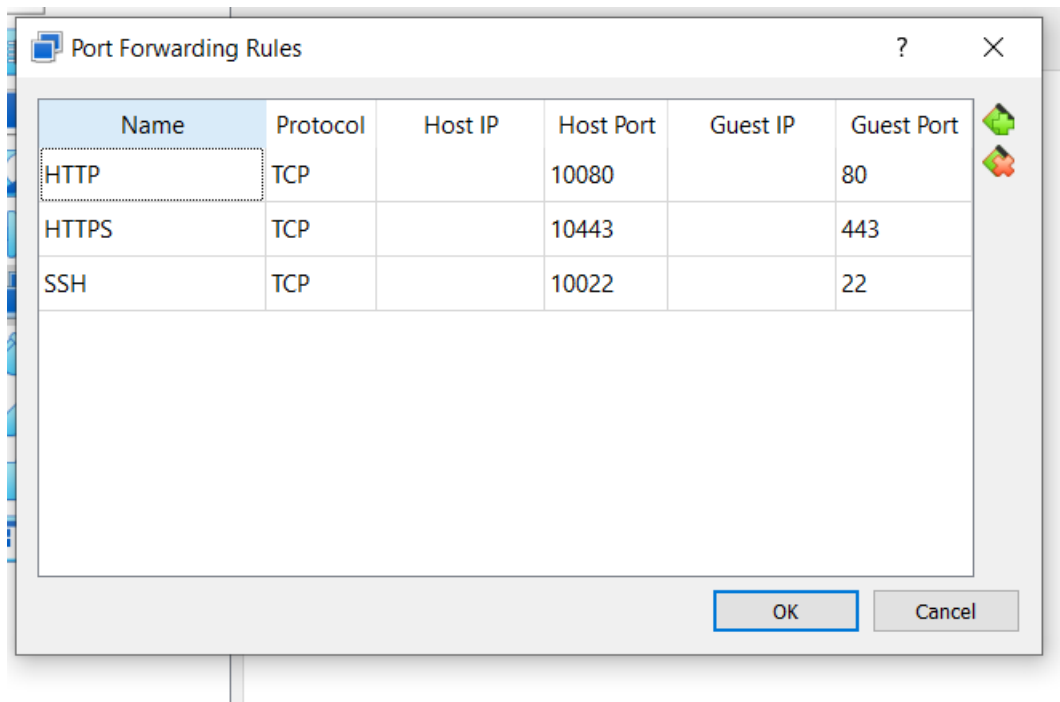 Port Forwarding Rules ?
Name Protocol Host IP Host Port Guest IP Guest Port
HTTP TCP 10080 80
HTTPS TCP 10443 443
SSH TCP 10022 22
OK Cancel